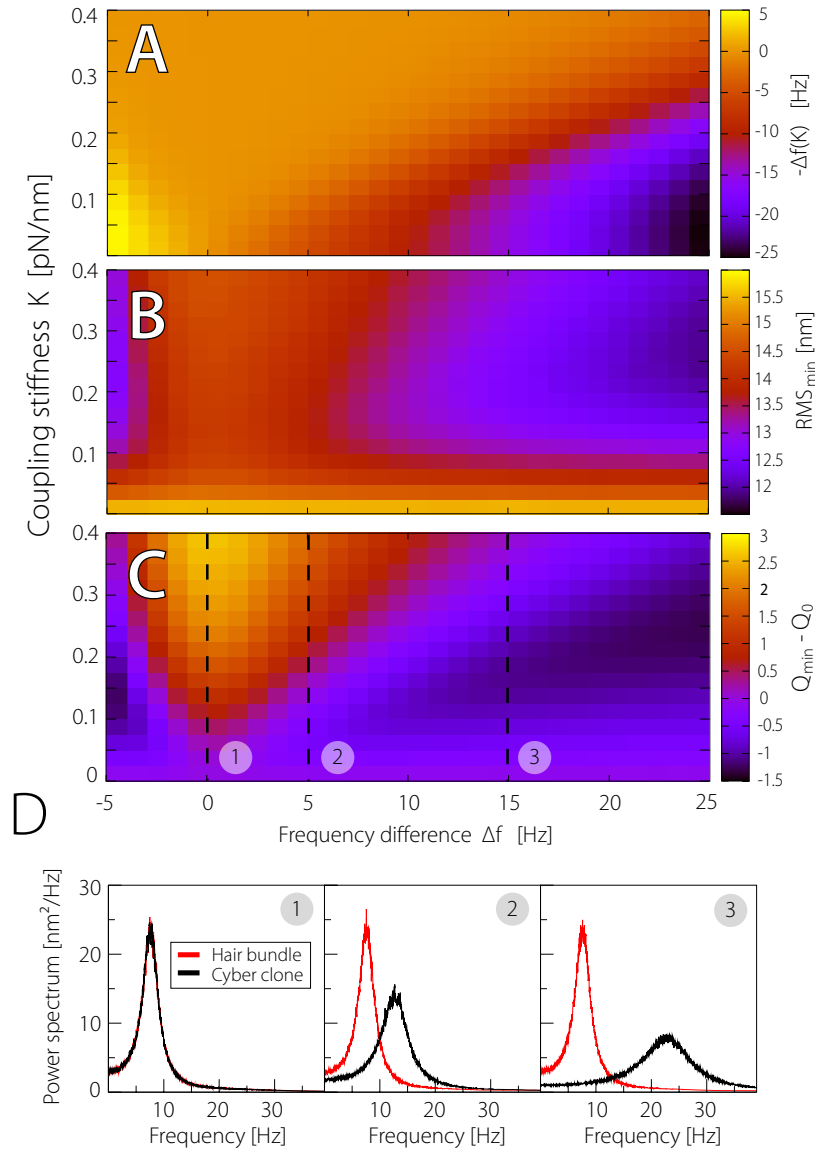 A
0.4
0.3
0.2
0.1
5
0
-5
-10
-15
-20
-25
-Δf(K) [Hz]
Coupling stiffness K [pN/nm]
B
0.4
0.3
0.2
0.1
15.5
15
14.5
14
13.5
13
12.5
12
RMSmin [nm]
C
0.4
0.3
0.2
0.1
0
3
2.5
2
1.5
1
0.5
0
-0.5
-1
-1.5
Qmin - Q0
1
2
3
-5 0 5 10 15 20 25
Frequency difference Δf [Hz]
D
Power spectrum [nm²/Hz]
30
20
10
0
1
2
3
Hair bundle
Cyber clone
10 20 30
10 20 30
10 20 30
Frequency [Hz]
Frequency [Hz]
Frequency [Hz]